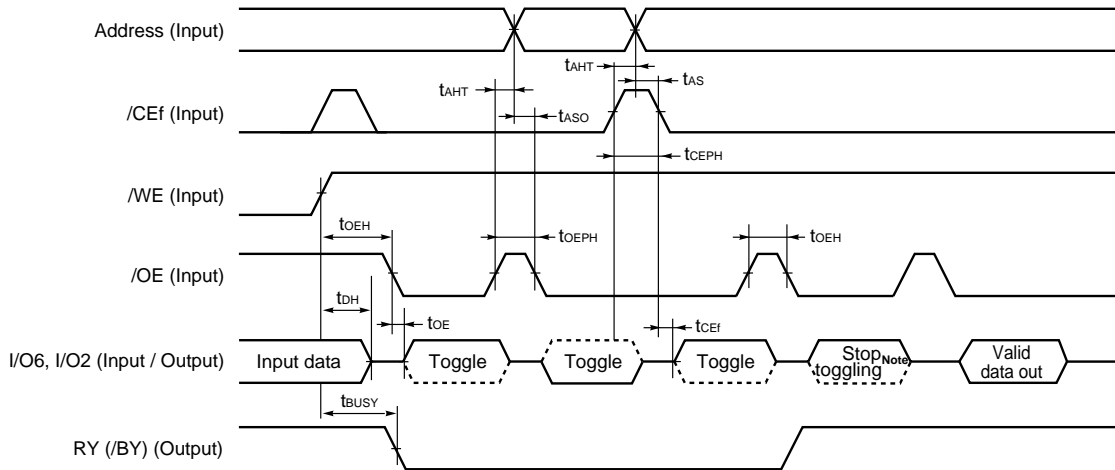 Address (Input)
tAHT
tAS
tAHT
/CEf (Input)
tASO
tCEPH
/WE (Input)
tOEH
tOEPH
tOEH
/OE (Input)
tDH
tOE
tCEf
I/O6, I/O2 (Input / Output)
Input data
Toggle
Toggle
Toggle
Stop Note
toggling
Valid
data out
tBUSY
RY (/BY) (Output)